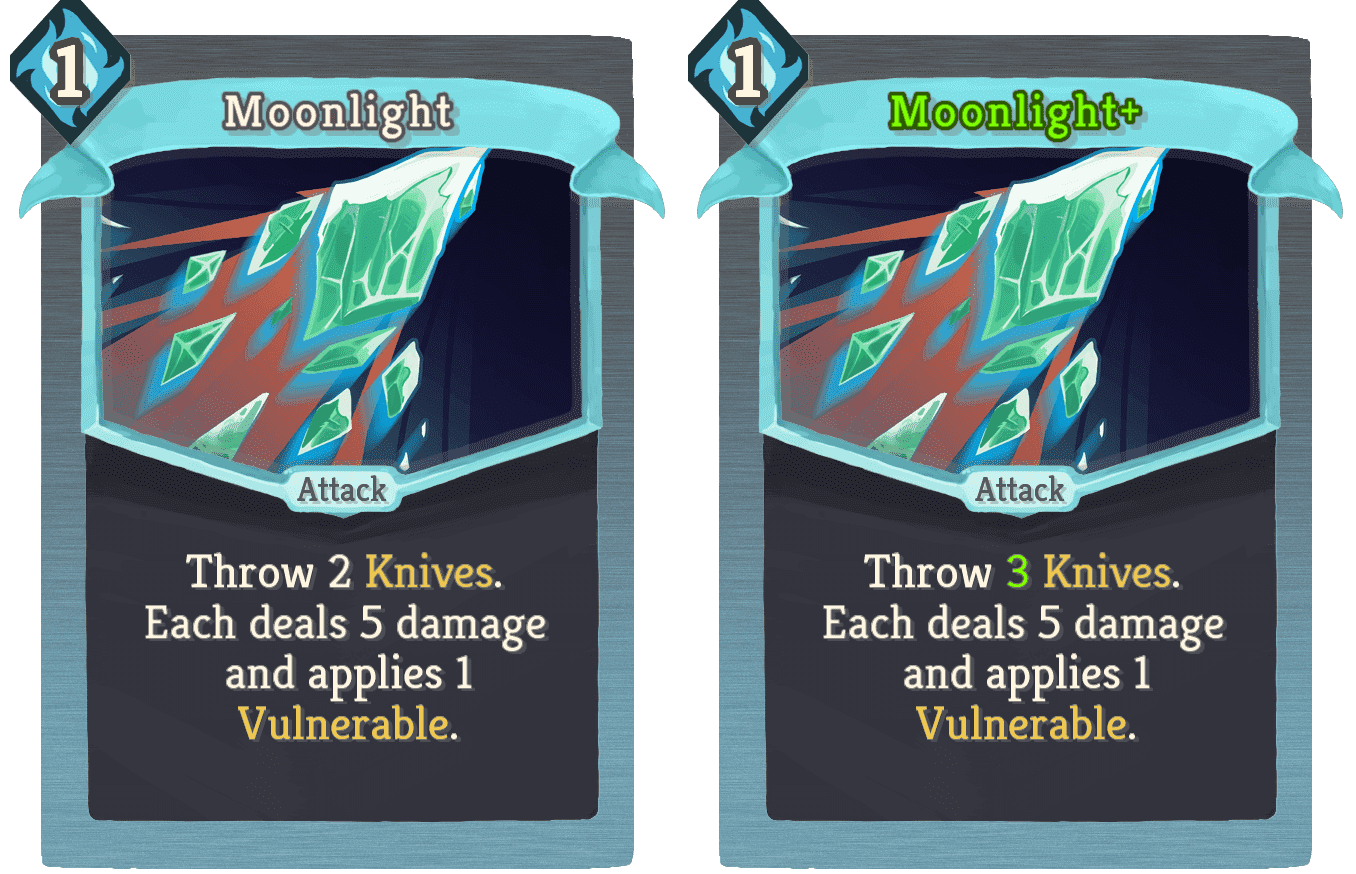 1
Moonlight
Attack
Throw 2 Knives.
Each deals 5 damage
and applies 1
Vulnerable.
1
Moonlight+
Attack
Throw 3 Knives.
Each deals 5 damage
and applies 1
Vulnerable.